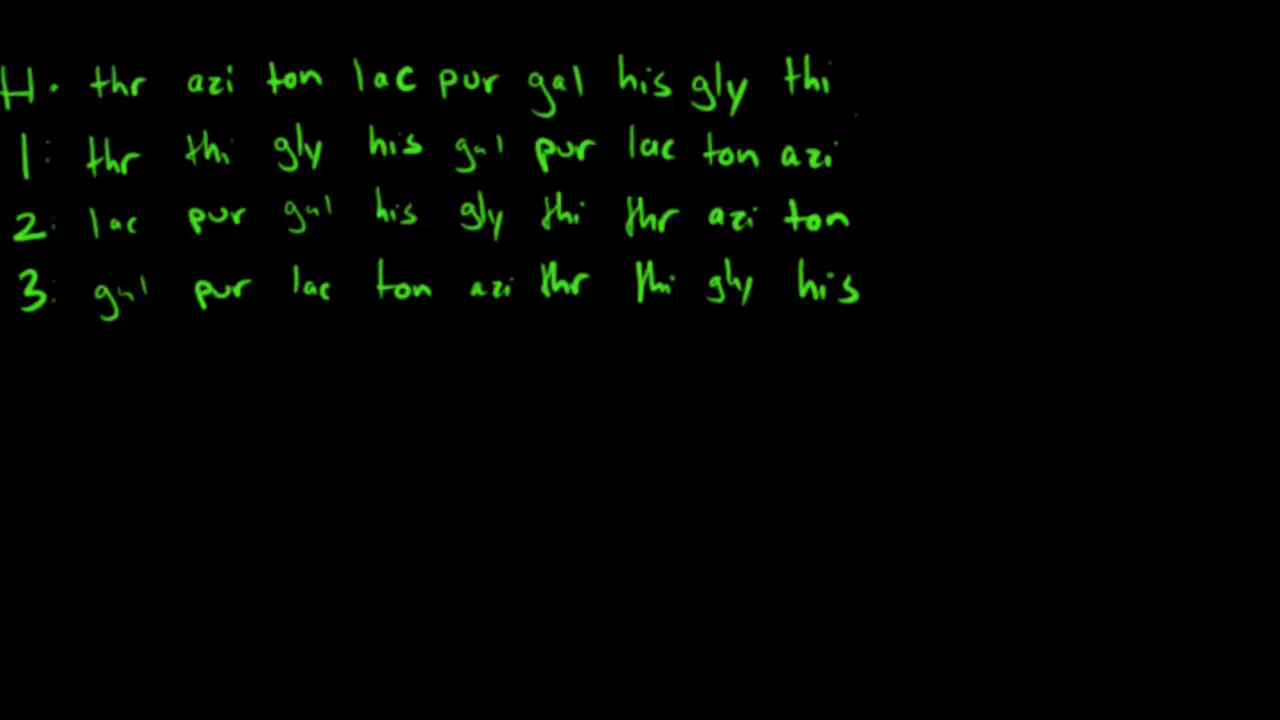 H. thr azi ton lac pur gal his gly thi
1: thr thi gly his gal pur lac ton azi
2: lac pur gal his gly thi thr azi ton
3: gal pur lac ton azi thr thi gly his